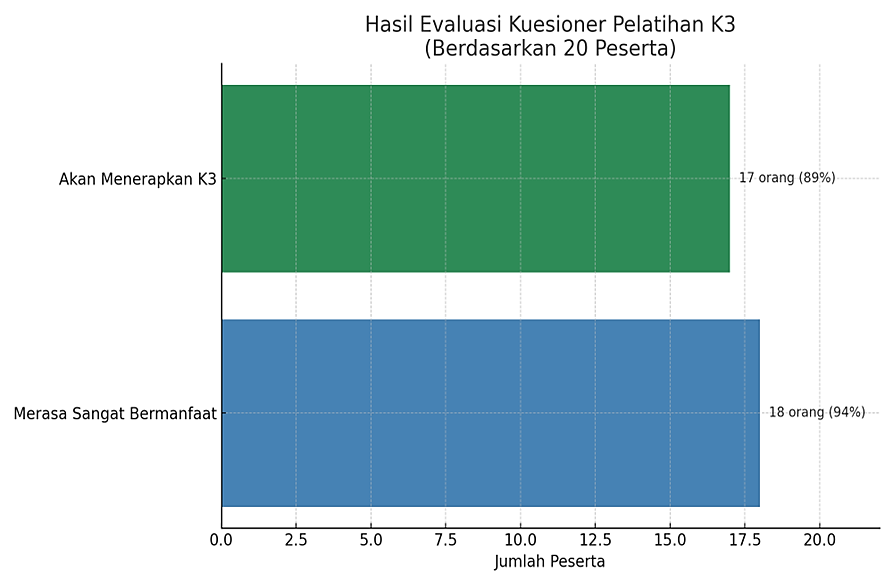 Hasil Evaluasi Kuesioner Pelatihan K3
(Berdasarkan 20 Peserta)
Akan Menerapkan K3
17 orang (89%)
Merasa Sangat Bermanfaat
18 orang (94%)
0.0 2.5 5.0 7.5 10.0 12.5 15.0 17.5 20.0
Jumlah Peserta